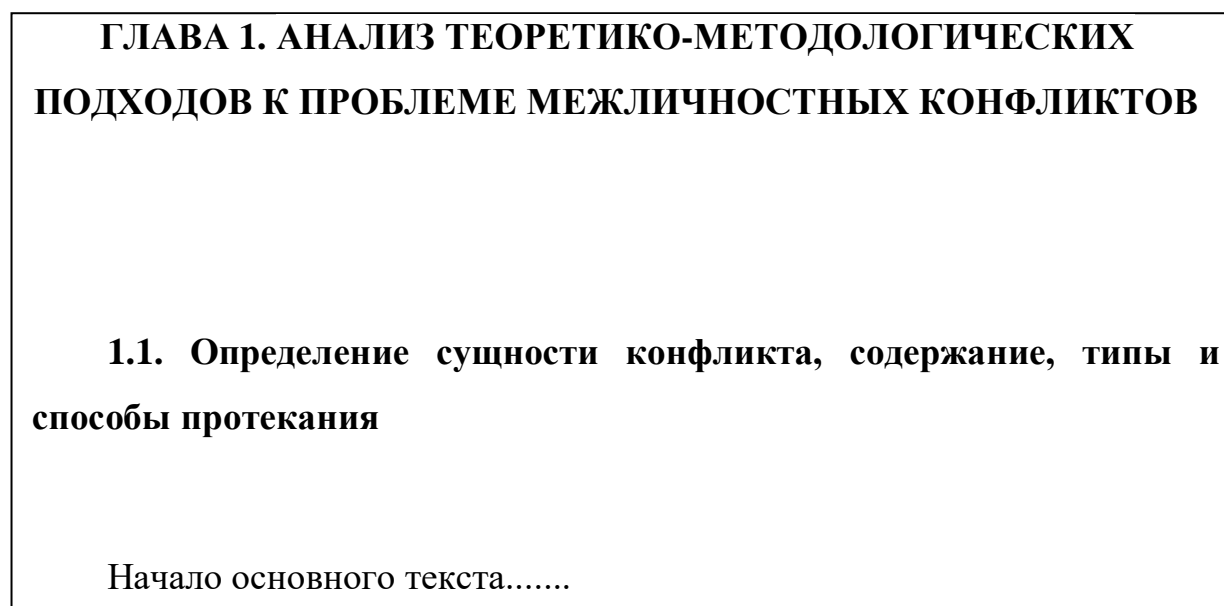 ГЛАВА 1. АНАЛИЗ ТЕОРЕТИКО-МЕТОДОЛОГИЧЕСКИХ
ПОДХОДОВ К ПРОБЛЕМЕ МЕЖЛИЧНОСТНЫХ КОНФЛИКТОВ
1.1. Определение сущности конфликта, содержание, типы и
способы протекания
Начало основного текста.......